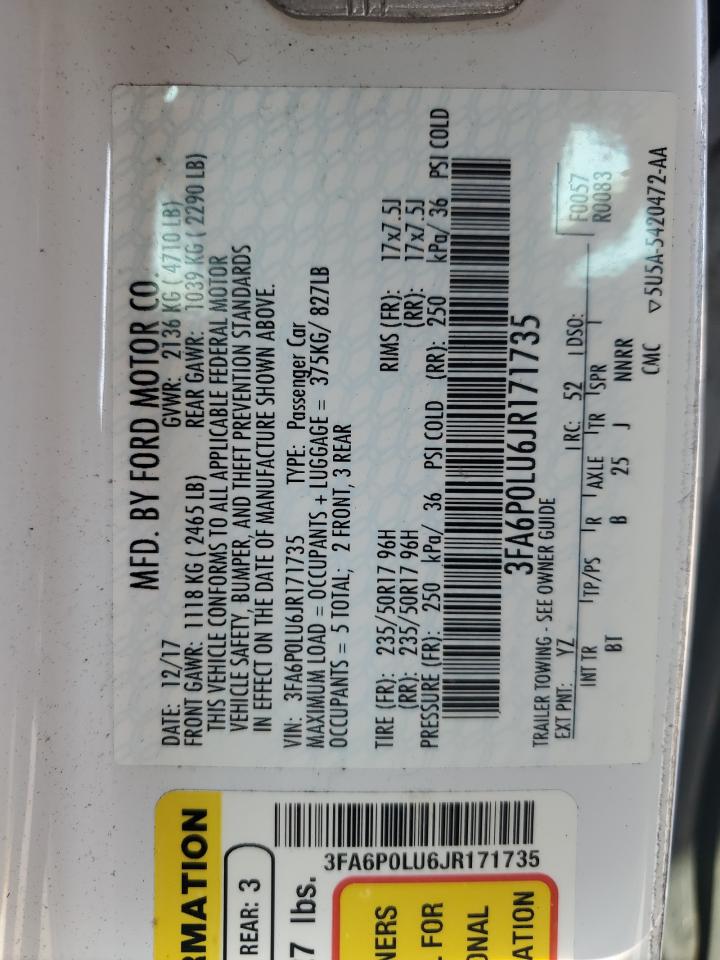 MFD. BY FORD MOTOR CO.
DATE: 12/17 GVWR: 2136 KG ( 4710 LB)
FRONT GAWR: 1118 KG ( 2465 LB) REAR GAWR: 1039 KG ( 2290 LB)
THIS VEHICLE CONFORMS TO ALL APPLICABLE FEDERAL MOTOR
VEHICLE SAFETY, BUMPER, AND THEFT PREVENTION STANDARDS
IN EFFECT ON THE DATE OF MANUFACTURE SHOWN ABOVE.
VIN: 3FA6P0LU6JR171735 TYPE: Passenger Car
MAXIMUM LOAD = OCCUPANTS + LUGGAGE = 375KG/ 827LB
OCCUPANTS = 5 TOTAL; 2 FRONT, 3 REAR
TIRE (FR): 235/50R17 96H RIMS (FR): 17x7.5J
(RR): 235/50R17 96H (RR): 17x7.5J
PRESSURE (FR): 250 kPa/ 36 PSI COLD (RR): 250 kPa/ 36 PSI COLD
3FA6P0LU6JR171735
TRAILER TOWING - SEE OWNER GUIDE
EXT PNT: YZ RC: 52 DSO: F0057
INT TR TP/PS R AXLE TR SPR R0083
BT B 25 J NNRR
CMC ▽5U5A-5420472-AA
RMATION
REAR: 3
7 lbs.
3FA6P0LU6JR171735
NERS
L FOR
ONAL
ATION